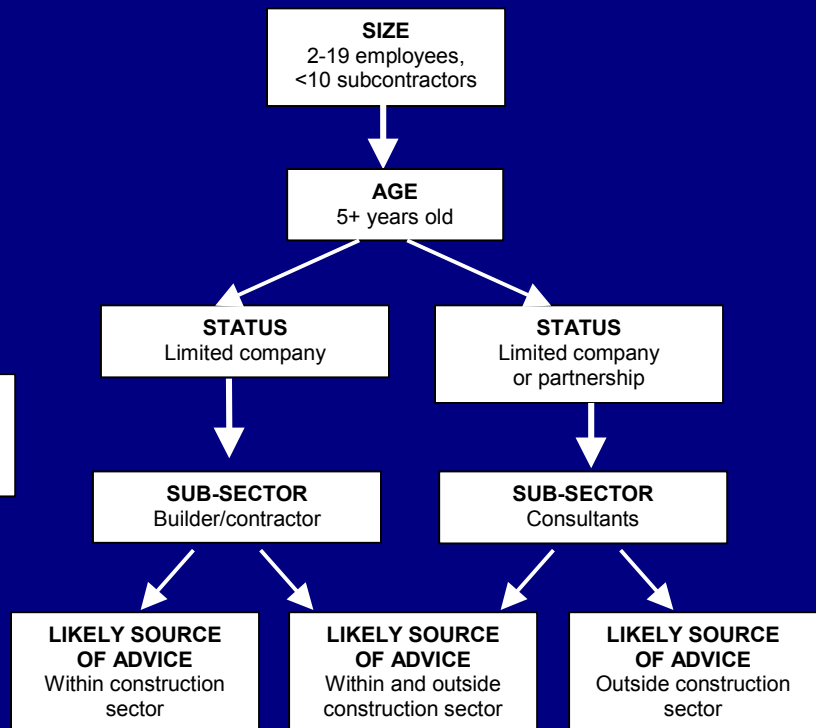 SIZE
2-19 employees,
<10 subcontractors
AGE
5+ years old
STATUS
Limited company
STATUS
Limited company
or partnership
SUB-SECTOR
Builder/contractor
SUB-SECTOR
Consultants
LIKELY SOURCE
OF ADVICE
Within construction
sector
LIKELY SOURCE
OF ADVICE
Within and outside
construction sector
LIKELY SOURCE
OF ADVICE
Outside construction
sector